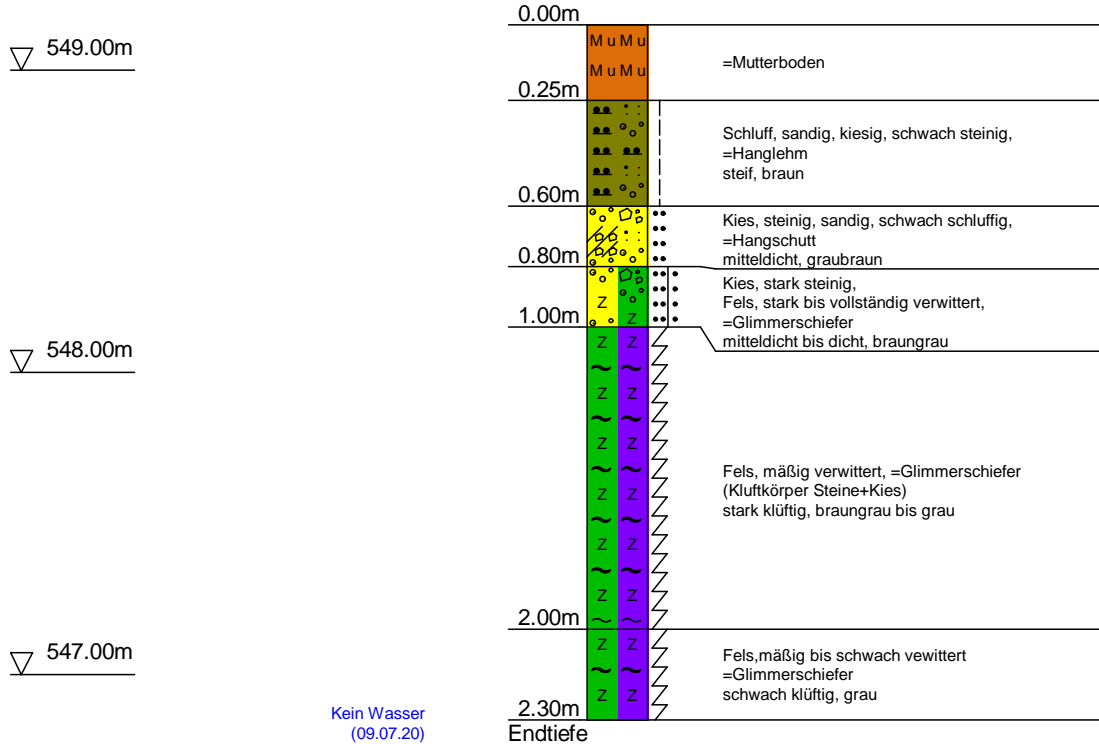 0.00m
549.00m
Mu Mu
Mu Mu
=Mutterboden
0.25m
Schluff, sandig, kiesig, schwach steinig,
=Hanglehm
steif, braun
0.60m
Kies, steinig, sandig, schwach schluffig,
=Hangschutt
mitteldicht, graubraun
0.80m
Kies, stark steinig,
Fels, stark bis vollständig verwittert,
=Glimmerschiefer
mitteldicht bis dicht, braungrau
Z
Z
1.00m
548.00m
Z Z
Z Z
Z Z
Z Z
Z Z
Z Z
Fels, mäßig verwittert, =Glimmerschiefer
(Kluftkörper Steine+Kies)
stark klüftig, braungrau bis grau
2.00m
547.00m
Z Z
Z Z
Fels,mäßig bis schwach vewittert
=Glimmerschiefer
schwach klüftig, grau
2.30m
Kein Wasser
(09.07.20)
Endtiefe